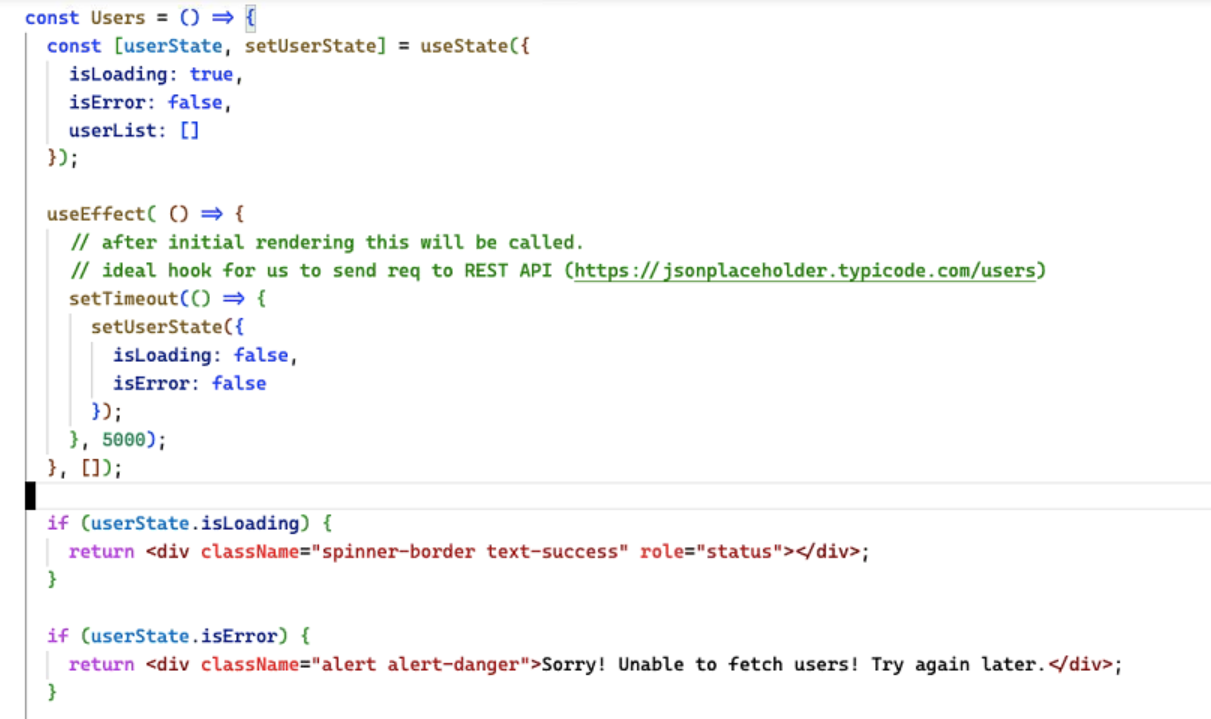 const Users = () => {
  const [userState, setUserState] = useState({
    isLoading: true,
    isError: false,
    userList: []
  });

  useEffect( () => {
    // after initial rendering this will be called.
    // ideal hook for us to send req to REST API (https://jsonplaceholder.typicode.com/users)
    setTimeout(() => {
      setUserState({
        isLoading: false,
        isError: false
      });
    }, 5000);
  }, []);

  if (userState.isLoading) {
    return <div className="spinner-border text-success" role="status"></div>;
  }

  if (userState.isError) {
    return <div className="alert alert-danger">Sorry! Unable to fetch users! Try again later.</div>;
  }